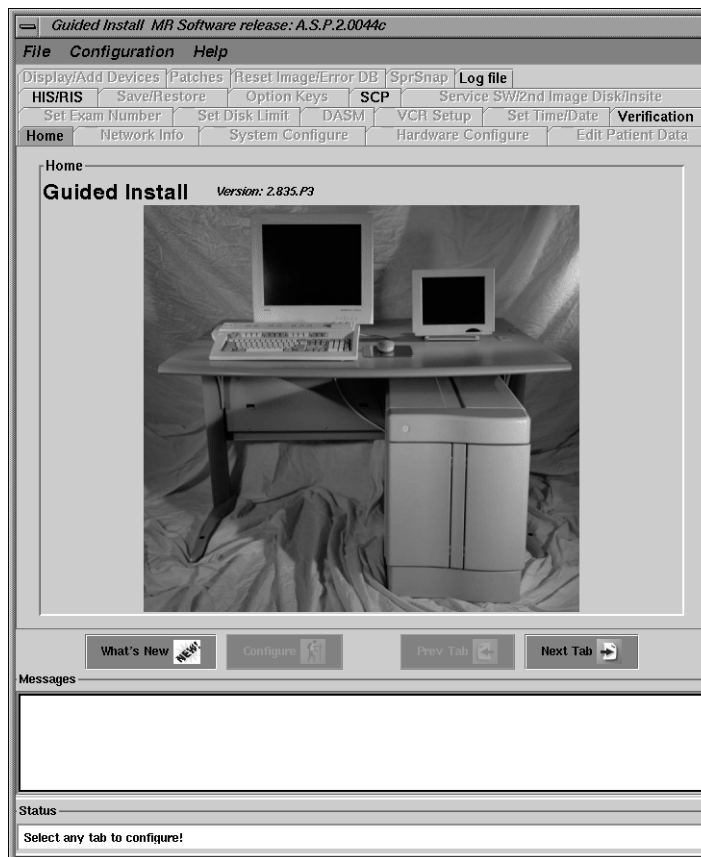 Guided Install MR Software release: A.S.P.2.0044c
File Configuration Help
Display/Add Devices Patches Reset Image/Error DB SprSnap Log file
HIS/RIS Save/Restore Option Keys SCP Service SW/2nd Image Disk/Insite
Set Exam Number Set Disk Limit DASM VCR Setup Set Time/Date Verification
Home Network Info System Configure Hardware Configure Edit Patient Data
Home
Guided Install Version: 2.835.P3
What's New NEW! Configure Prev Tab Next Tab
Messages
Status
Select any tab to configure!